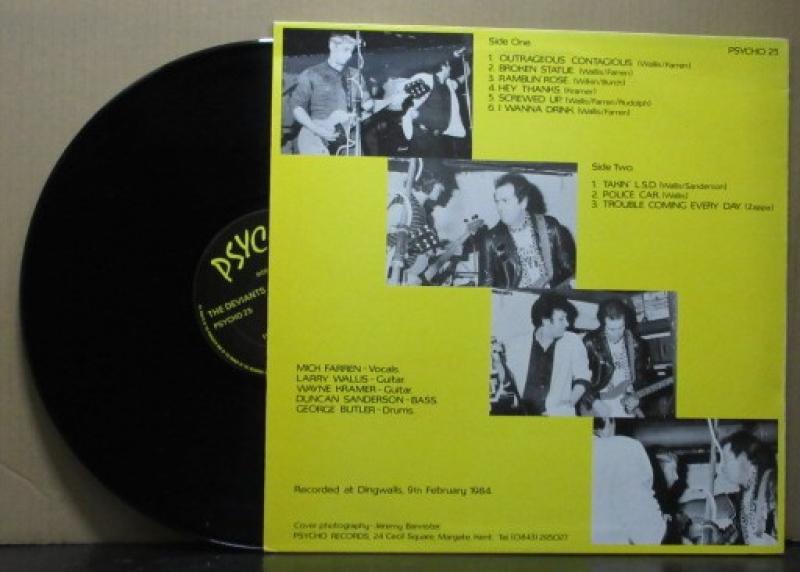 Side One
PSYCHO 25
1. OUTRAGEOUS CONTAGIOUS. (Wallis/Farren)
2. BROKEN STATUE. (Wallis/Farren)
3. RAMBLIN' ROSE. (Wilkin/Burch)
4. HEY THANKS. (Kramer)
5. SCREWED UP. (Wallis/Farren/Rudolph)
6. I WANNA DRINK. (Wallis/Farren)
Side Two
1. TAKIN' L.S.D. (Wallis/Sanderson)
2. POLICE CAR. (Wallis)
3. TROUBLE COMING EVERY DAY. (Zappa)
PSYC
THE DEVIANTS
PSYCHO 25
MICK FARREN - Vocals.
LARRY WALLIS - Guitar.
WAYNE KRAMER - Guitar.
DUNCAN SANDERSON - BASS.
GEORGE BUTLER - Drums.
Recorded at Dingwalls, 9th February 1984.
Cover photography - Jeremy Bannister.
PSYCHO RECORDS, 24 Cecil Square, Margate, Kent. Tel (0843) 295027.